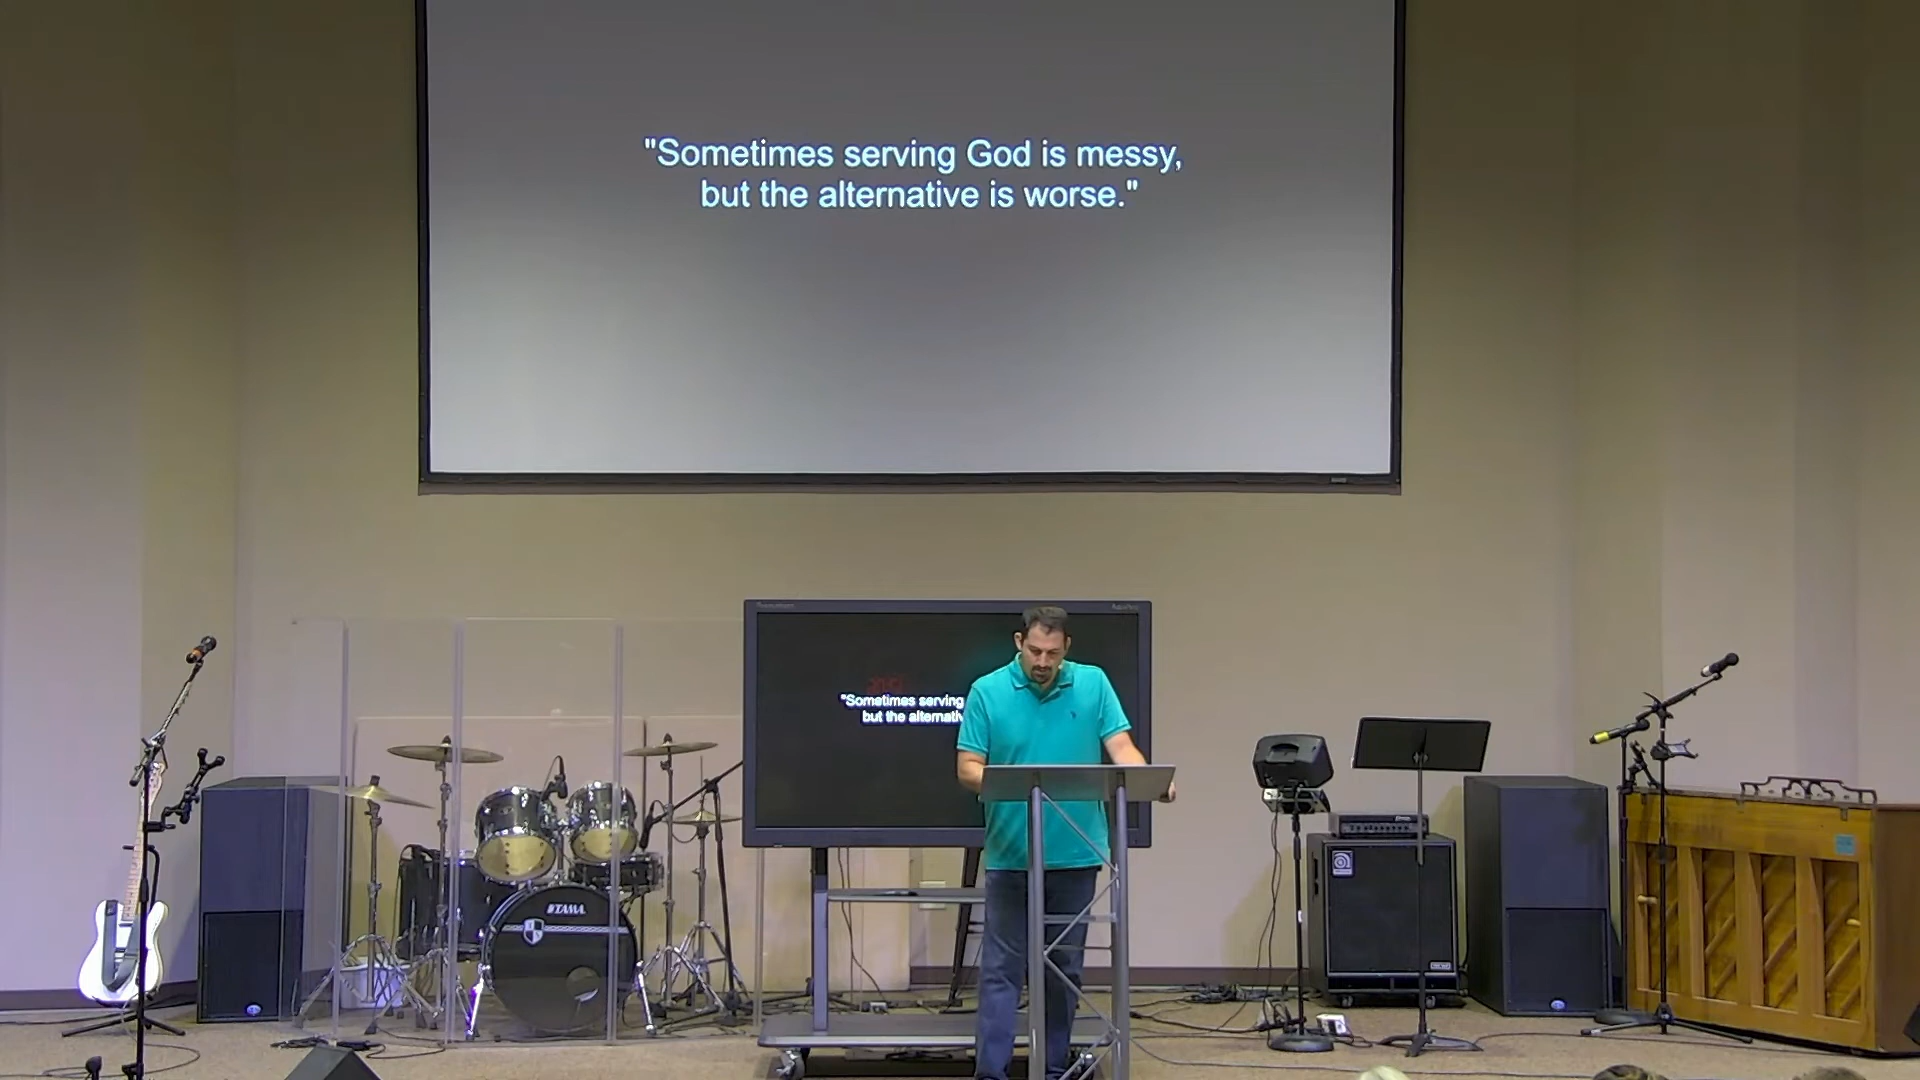 "Sometimes serving God is messy,
but the alternative is worse."
"Sometimes serving
but the alternativ
TAMA